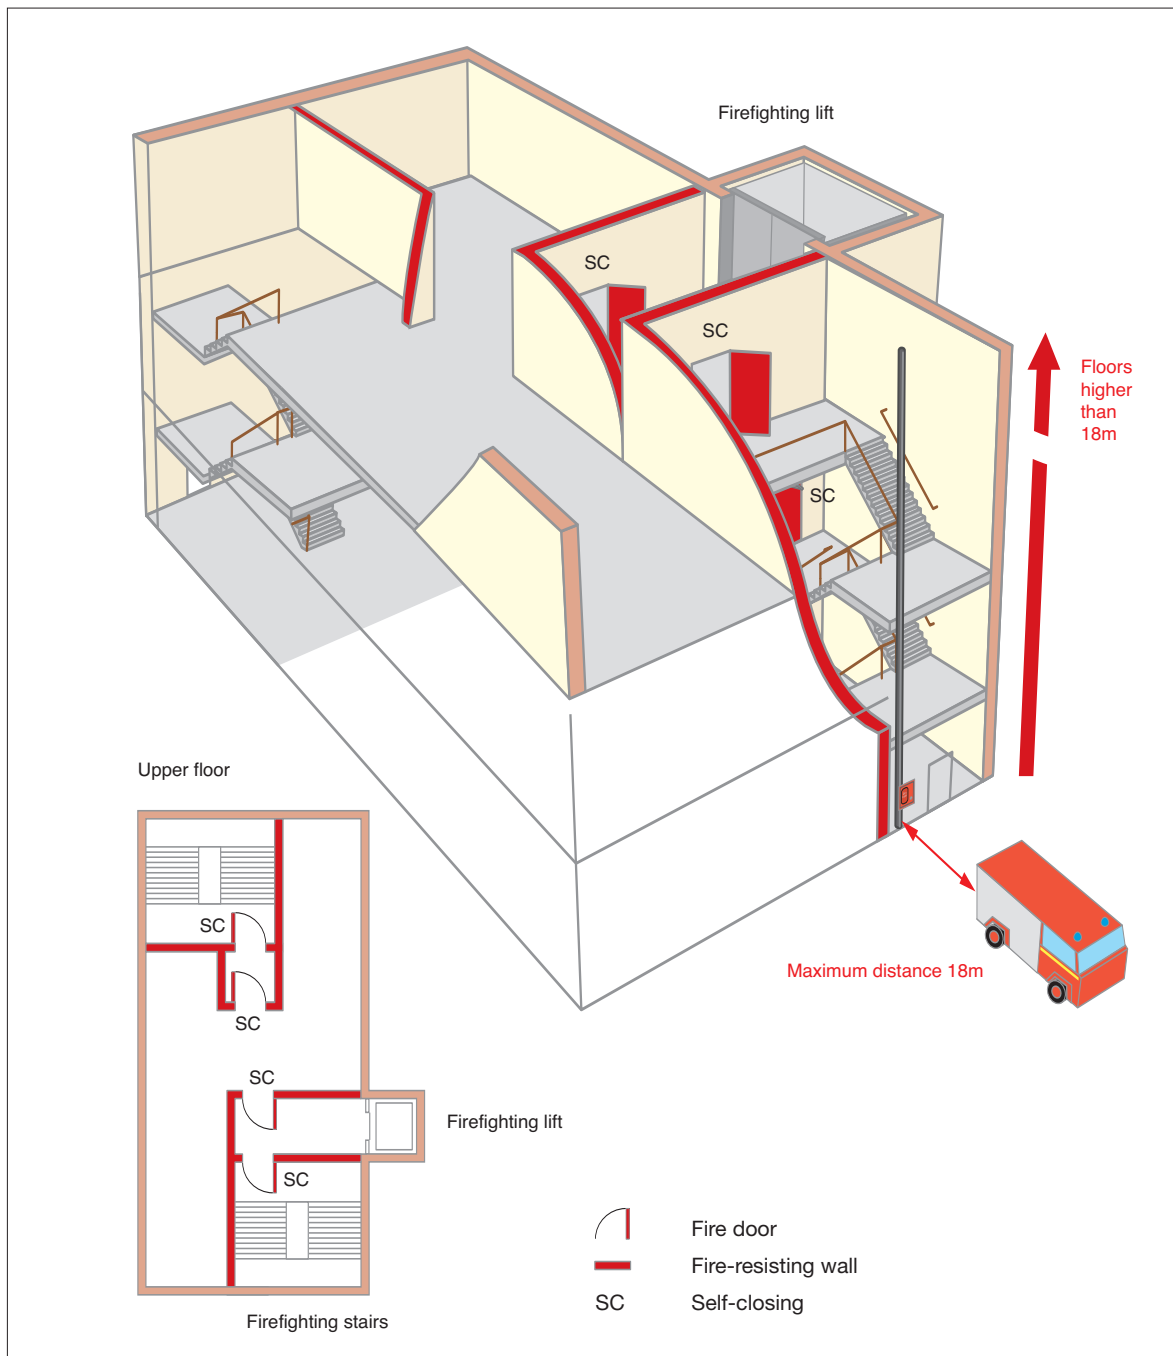 Firefighting lift
SC
SC
SC
Floors
higher
than
18m
Upper floor
SC
SC
SC
SC
Firefighting lift
Maximum distance 18m
Firefighting stairs
Fire door
Fire-resisting wall
SC Self-closing